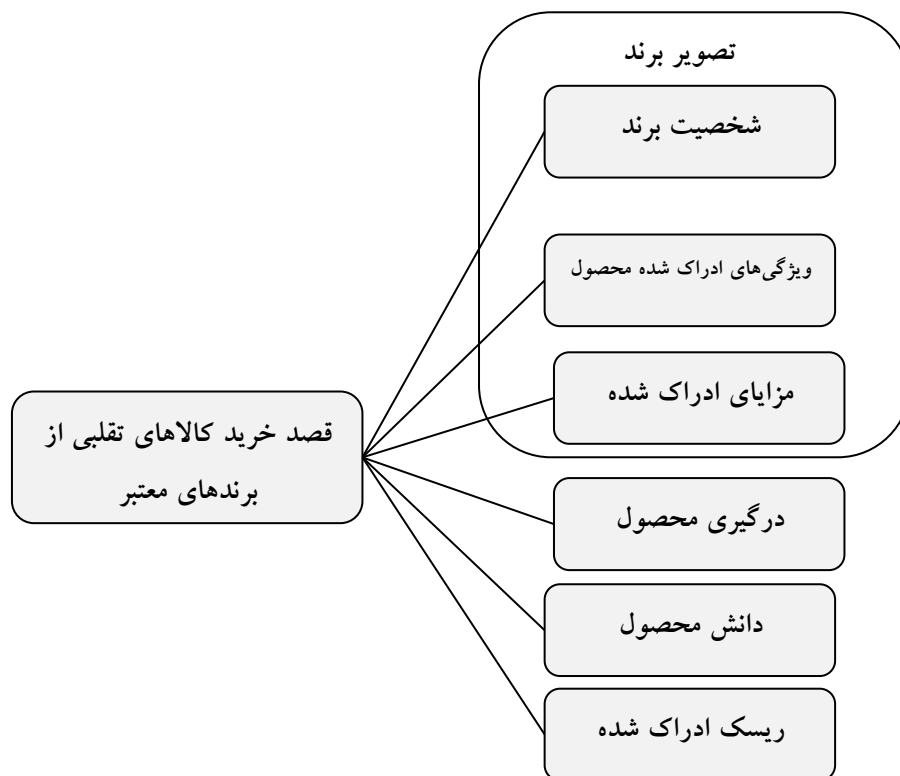 تصویر برند
شخصیت برند
ویژگی‌های ادراک شده محصول
مزایای ادراک شده
قصد خرید کالاهای تقلبی از
برندهای معتبر
درگیری محصول
دانش محصول
ریسک ادراک شده